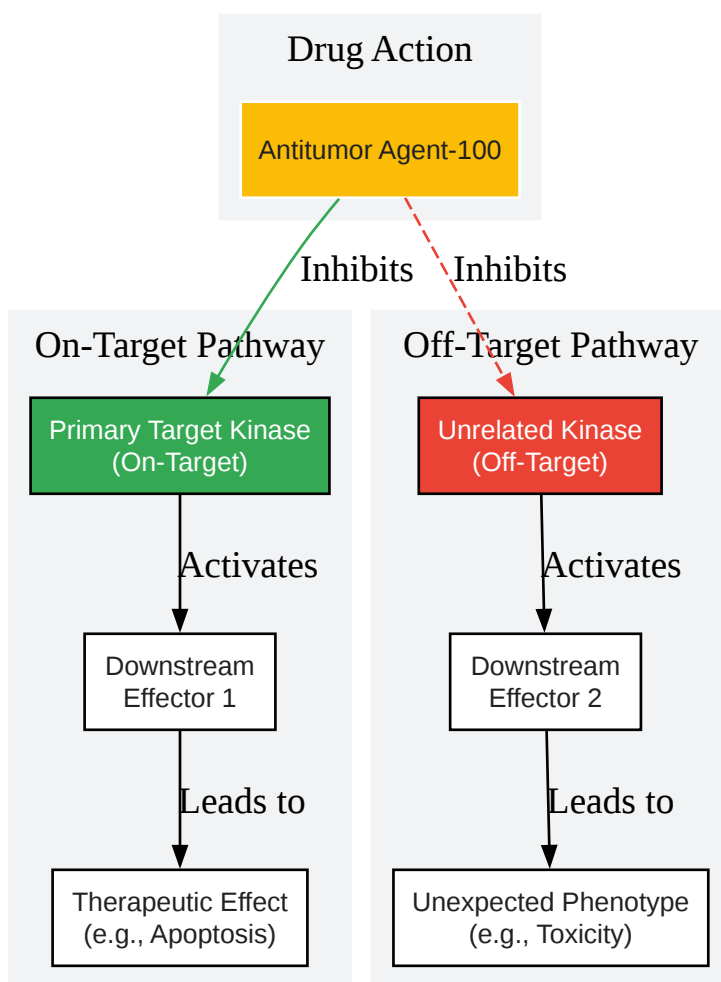 Drug Action
Antitumor Agent-100
Inhibits
Inhibits
On-Target Pathway
Off-Target Pathway
Primary Target Kinase
(On-Target)
Unrelated Kinase
(Off-Target)
Activates
Activates
Downstream
Effector 1
Downstream
Effector 2
Leads to
Leads to
Therapeutic Effect
(e.g., Apoptosis)
Unexpected Phenotype
(e.g., Toxicity)